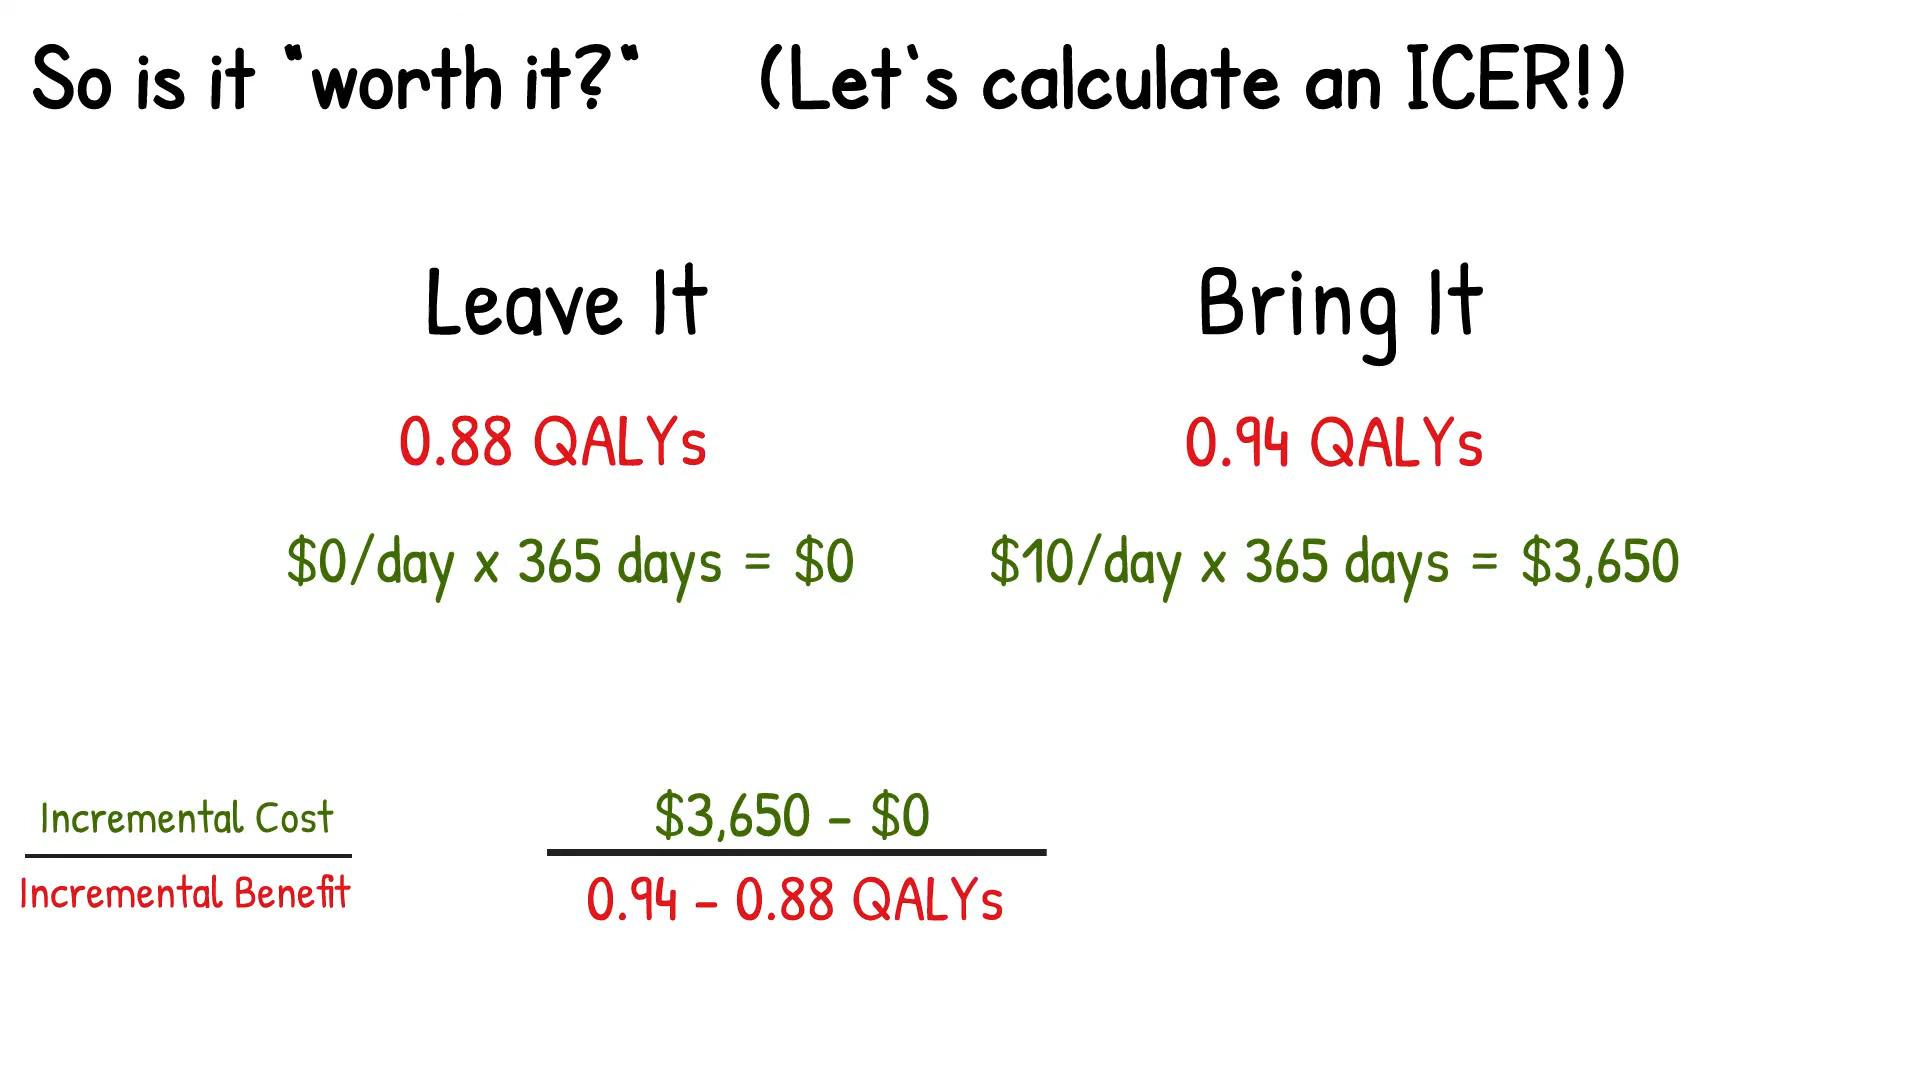 So is it "worth it?" (Let's calculate an ICER!)
Leave It
Bring It
0.88 QALYs
0.94 QALYs
$0/day x 365 days = $0
$10/day x 365 days = $3,650
Incremental Cost
Incremental Benefit
$3,650 – $0
0.94 – 0.88 QALYs